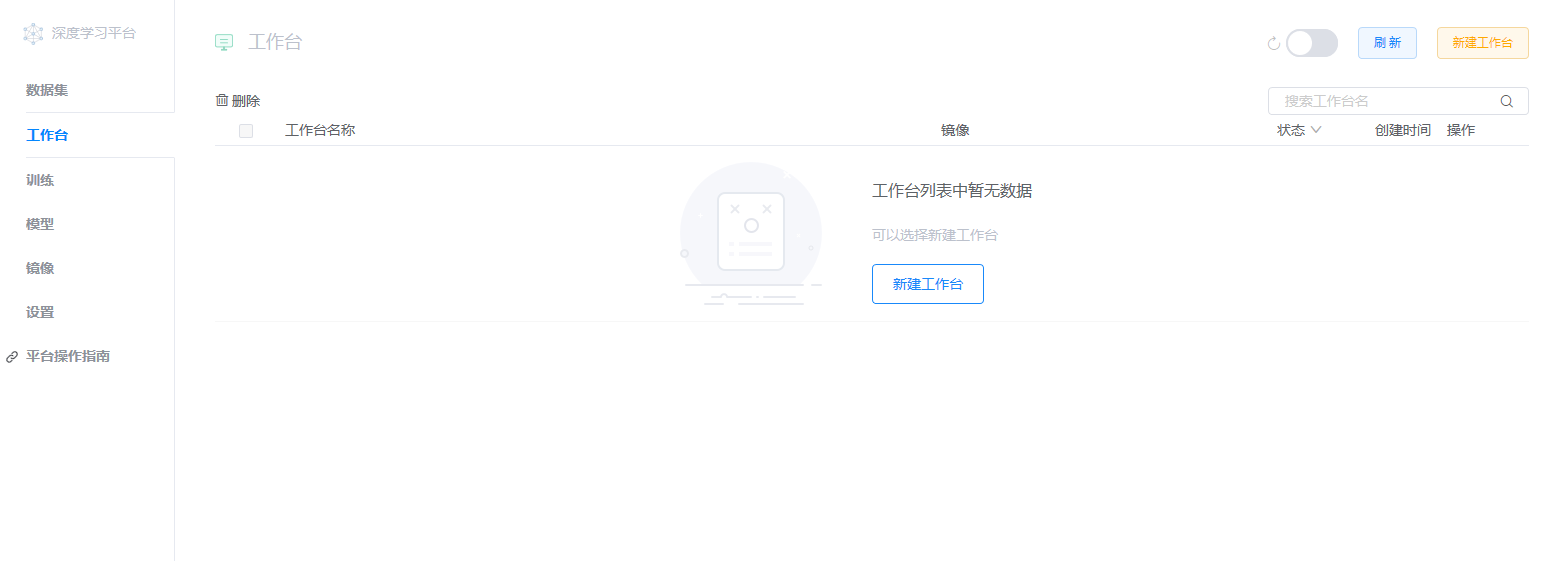 深度学习平台
数据集
工作台
训练
模型
镜像
设置
平台操作指南
工作台
刷 新
新建工作台
删除
搜索工作台名
工作台名称 镜像 状态 创建时间 操作
工作台列表中暂无数据
可以选择新建工作台
新建工作台